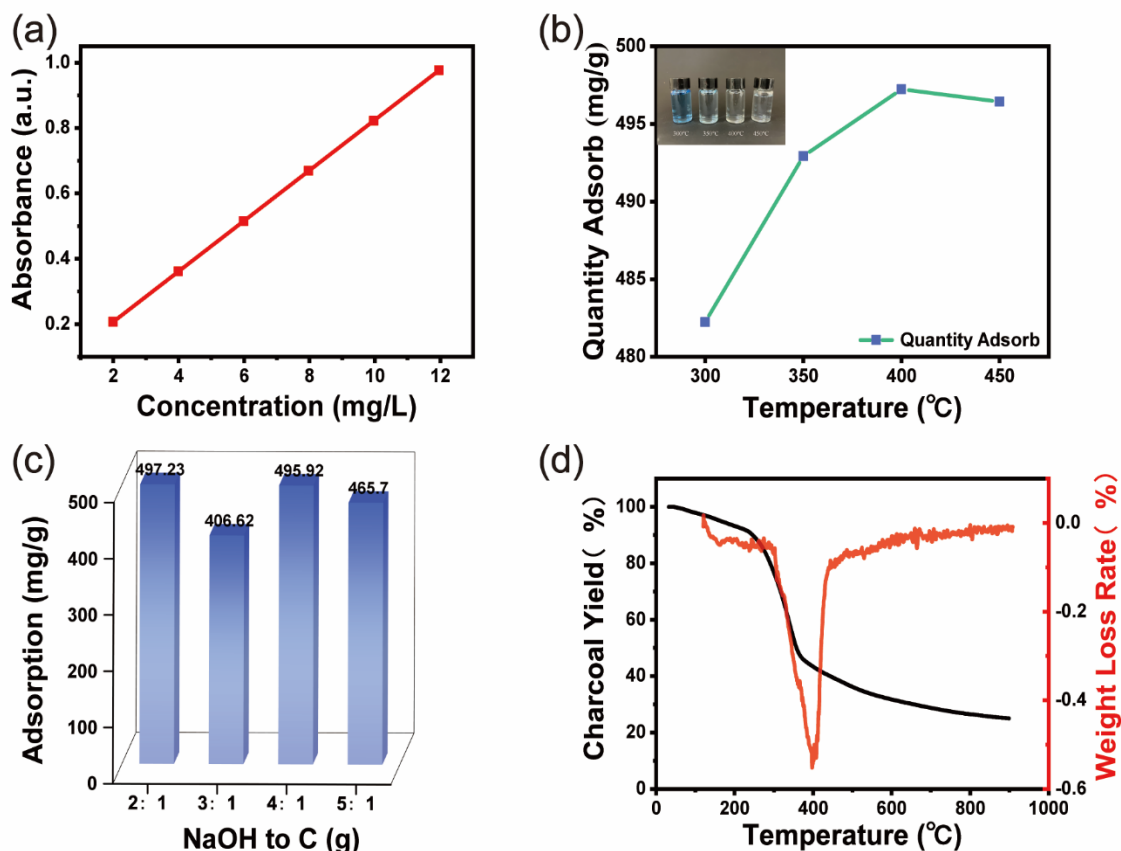 (a)
Absorbance (a.u.)
1.0
0.8
0.6
0.4
0.2
2 4 6 8 10 12
Concentration (mg/L)
(b)
Quantity Adsorb (mg/g)
500
495
490
485
480
300°C 350°C 400°C 450°C
Quantity Adsorb
300 350 400 450
Temperature (℃)
(c)
Adsorption (mg/g)
500
400
300
200
100
0
497.23 406.62 495.92 465.7
2: 1 3: 1 4: 1 5: 1
NaOH to C (g)
(d)
Charcoal Yield( %)
100
80
60
40
20
0
0 200 400 600 800 1000
Temperature (℃)
0.0
-0.2
-0.4
-0.6
Weight Loss Rate( %)